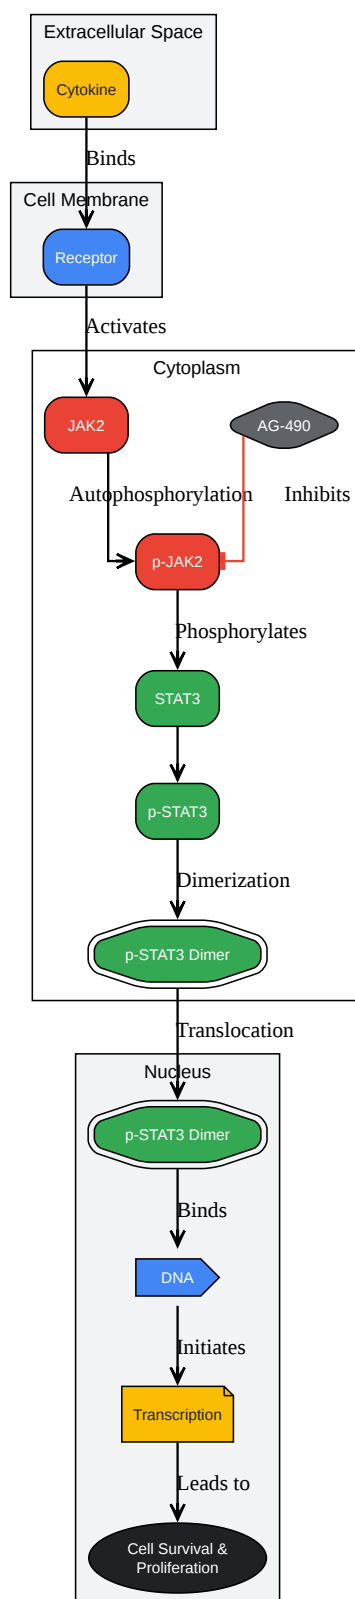 Extracellular Space
Cytokine
Binds
Cell Membrane
Receptor
Activates
Cytoplasm
JAK2
AG-490
Autophosphorylation
Inhibits
p-JAK2
Phosphorylates
STAT3
p-STAT3
Dimerization
p-STAT3 Dimer
Translocation
Nucleus
p-STAT3 Dimer
Binds
DNA
Initiates
Transcription
Leads to
Cell Survival &
Proliferation